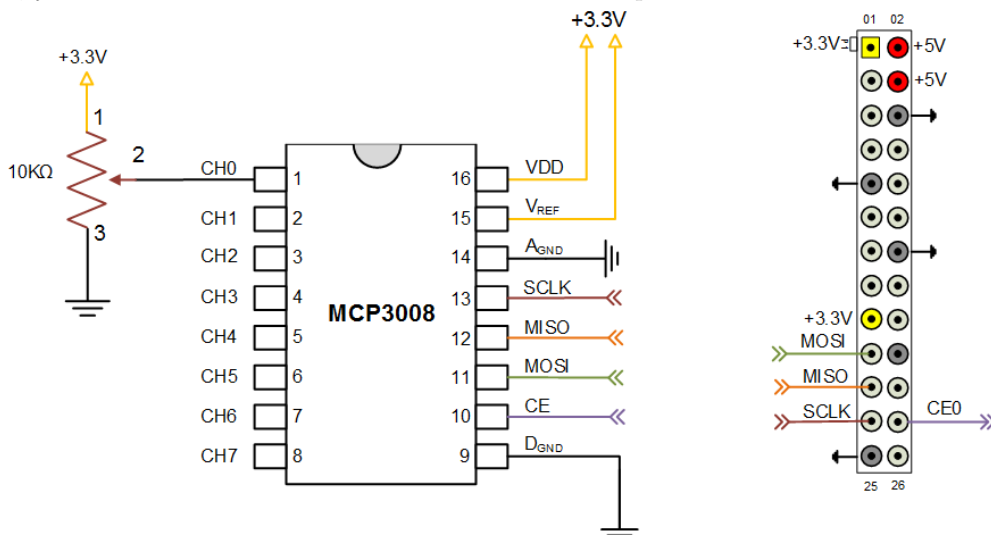 +3.3V
+3.3V
1
10KΩ
2
3
CH0
CH1
CH2
CH3
CH4
CH5
CH6
CH7
1
2
3
4
5
6
7
8
MCP3008
16
15
14
13
12
11
10
9
VDD
VREF
AGND
SCLK
MISO
MOSI
CE
DGND
01 02
+3.3V
+5V
+5V
+3.3V
MOSI
MISO
SCLK
CE0
25 26